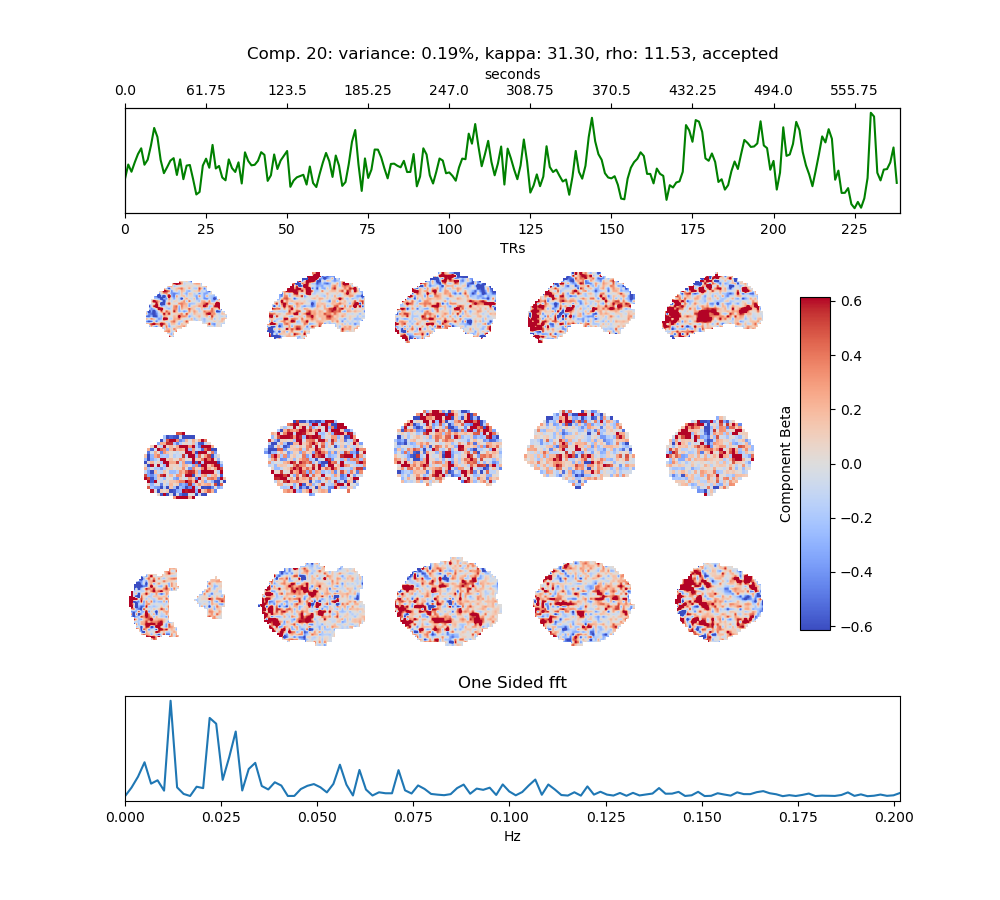 Comp. 20: variance: 0.19%, kappa: 31.30, rho: 11.53, accepted
seconds
0.0 61.75 123.5 185.25 247.0 308.75 370.5 432.25 494.0 555.75
0 25 50 75 100 125 150 175 200 225
TRs
0.6
0.4
0.2
0.0
−0.2
−0.4
−0.6
Component Beta
One Sided fft
0.000 0.025 0.050 0.075 0.100 0.125 0.150 0.175 0.200
Hz